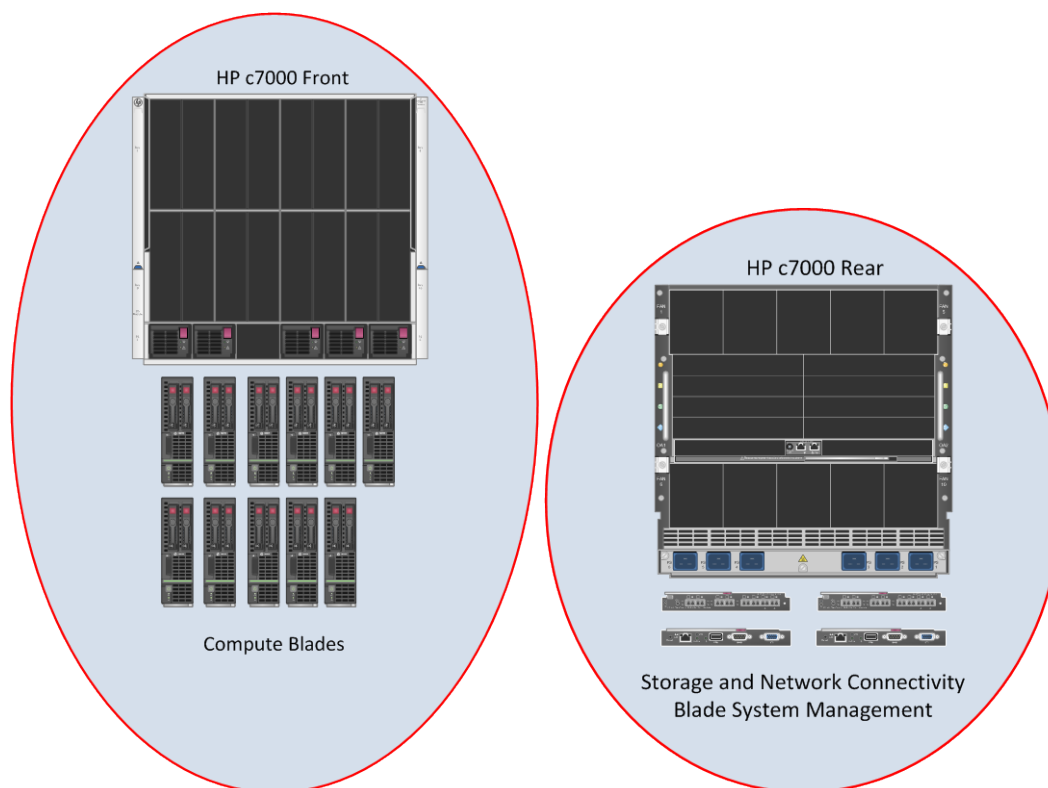 HP c7000 Front
Compute Blades
HP c7000 Rear
Storage and Network Connectivity
Blade System Management